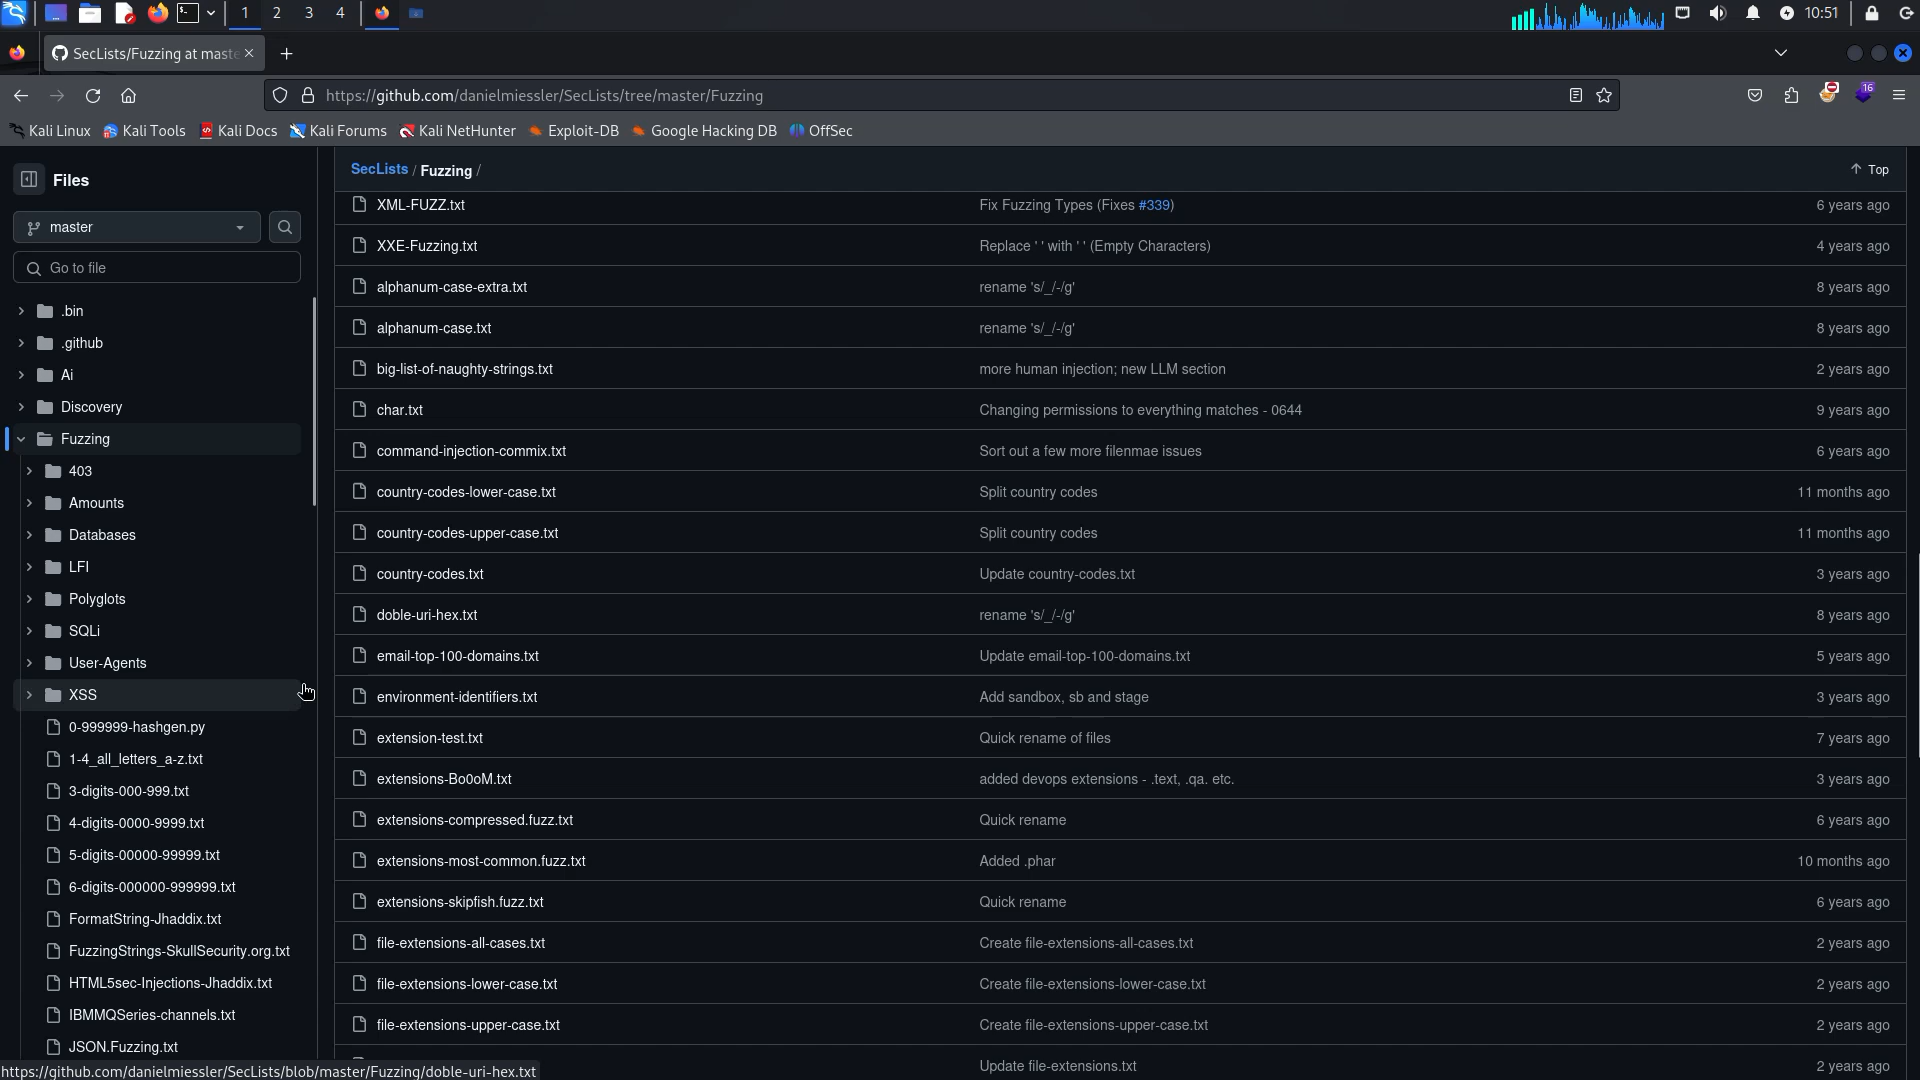 1 2 3 4 10:51
SecLists/Fuzzing at maste
https://github.com/danielmiessler/SecLists/tree/master/Fuzzing
16
Kali Linux Kali Tools Kali Docs Kali Forums Kali NetHunter Exploit-DB Google Hacking DB OffSec
Files
master
Go to file
.bin
.github
Ai
Discovery
Fuzzing
403
Amounts
Databases
LFI
Polyglots
SQLi
User-Agents
XSS
0-999999-hashgen.py
1-4_all_letters_a-z.txt
3-digits-000-999.txt
4-digits-0000-9999.txt
5-digits-00000-99999.txt
6-digits-000000-999999.txt
FormatString-Jhaddix.txt
FuzzingStrings-SkullSecurity.org.txt
HTML5sec-Injections-Jhaddix.txt
IBMMQSeries-channels.txt
JSON.Fuzzing.txt
SecLists / Fuzzing / Top
XML-FUZZ.txt Fix Fuzzing Types (Fixes #339) 6 years ago
XXE-Fuzzing.txt Replace ' ' with ' ' (Empty Characters) 4 years ago
alphanum-case-extra.txt rename 's/_/-/g' 8 years ago
alphanum-case.txt rename 's/_/-/g' 8 years ago
big-list-of-naughty-strings.txt more human injection; new LLM section 2 years ago
char.txt Changing permissions to everything matches - 0644 9 years ago
command-injection-commix.txt Sort out a few more filenmae issues 6 years ago
country-codes-lower-case.txt Split country codes 11 months ago
country-codes-upper-case.txt Split country codes 11 months ago
country-codes.txt Update country-codes.txt 3 years ago
doble-uri-hex.txt rename 's/_/-/g' 8 years ago
email-top-100-domains.txt Update email-top-100-domains.txt 5 years ago
environment-identifiers.txt Add sandbox, sb and stage 3 years ago
extension-test.txt Quick rename of files 7 years ago
extensions-Bo0oM.txt added devops extensions - .text, .qa. etc. 3 years ago
extensions-compressed.fuzz.txt Quick rename 6 years ago
extensions-most-common.fuzz.txt Added .phar 10 months ago
extensions-skipfish.fuzz.txt Quick rename 6 years ago
file-extensions-all-cases.txt Create file-extensions-all-cases.txt 2 years ago
file-extensions-lower-case.txt Create file-extensions-lower-case.txt 2 years ago
file-extensions-upper-case.txt Create file-extensions-upper-case.txt 2 years ago
Update file-extensions.txt 2 years ago
https://github.com/danielmiessler/SecLists/blob/master/Fuzzing/doble-uri-hex.txt